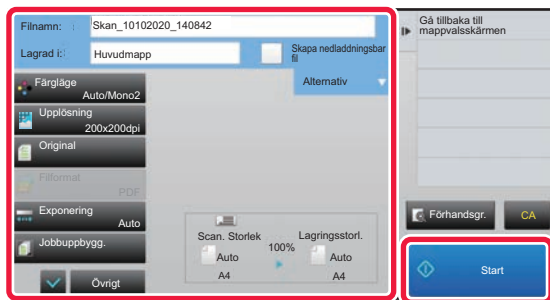 Filnamn:
Skan_10102020_140842
Lagrad i:
Huvudmapp
Skapa nedladdningsbar
fil
Alternativ
Färgläge
Auto/Mono2
Upplösning
200x200dpi
Original
Filformat
PDF
Exponering
Auto
Jobbuppbygg.
Övrigt
Scan. Storlek
Auto
A4
100%
Lagringsstorl.
Auto
A4
Gå tillbaka till
mappvalsskärmen
Förhandsgr.
CA
Start